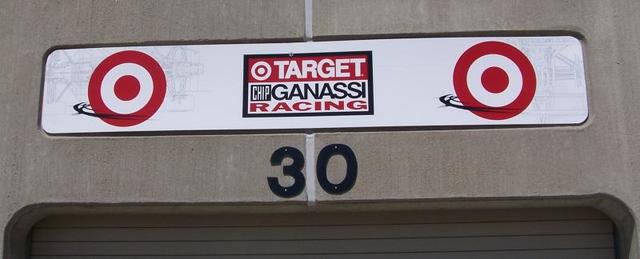 TARGET
CHIP GANASSI
RACING
30